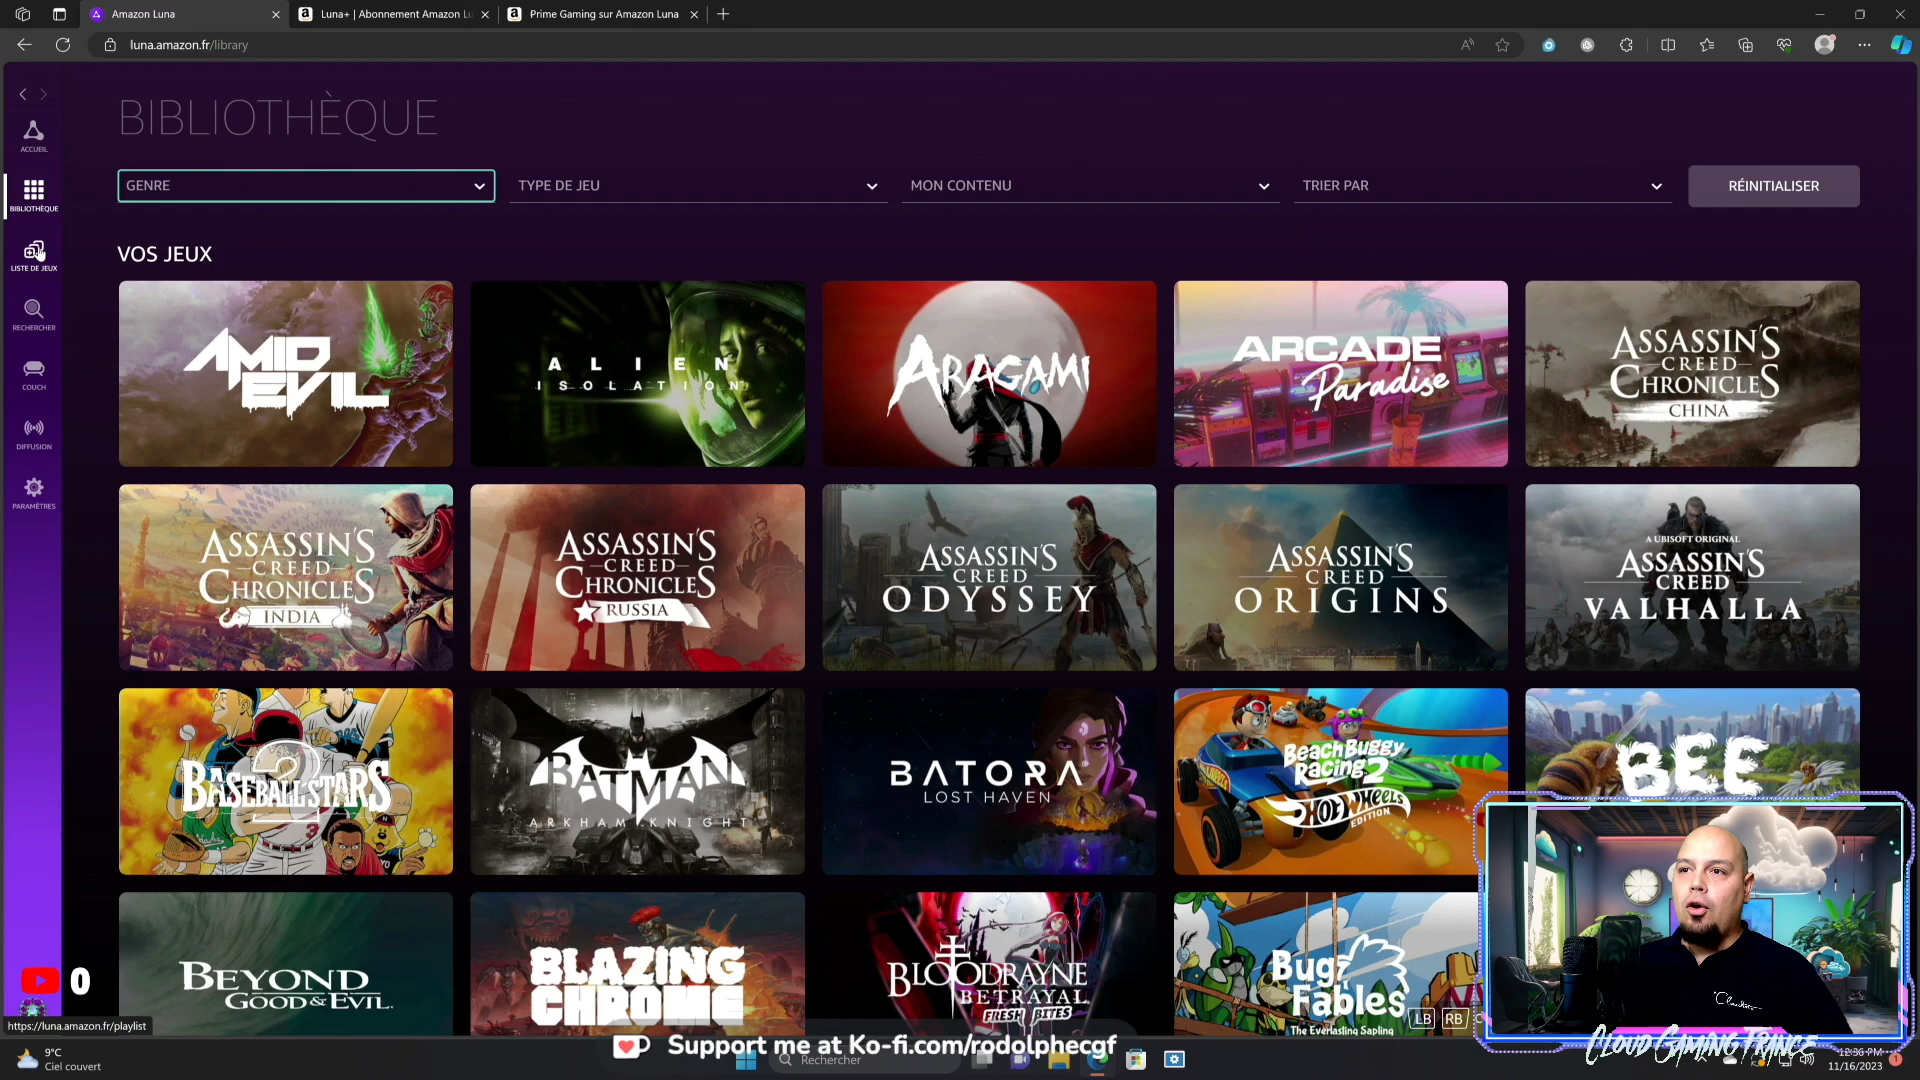 Amazon Luna
Luna+ | Abonnement Amazon Lu
Prime Gaming sur Amazon Luna
luna.amazon.fr/library
BIBLIOTHÈQUE
ACCUEIL
BIBLIOTHÈQUE
LISTE DE JEUX
RECHERCHER
COUCH
DIFFUSION
PARAMÈTRES
GENRE
TYPE DE JEU
MON CONTENU
TRIER PAR
RÉINITIALISER
VOS JEUX
AMID
EVIL
ALIEN
ISOLATION
ARAGAMI
ARCADE
Paradise
ASSASSIN'S
CREED
CHRONICLES
CHINA
ASSASSIN'S
CREED
CHRONICLES
INDIA
ASSASSIN'S
CREED
CHRONICLES
RUSSIA
ASSASSIN'S
CREED
ODYSSEY
ASSASSIN'S
CREED
ORIGINS
A UBISOFT ORIGINAL
ASSASSIN'S
CREED
VALHALLA
2
BASEBALL STARS
BATMAN
ARKHAM KNIGHT
BATORA
LOST HAVEN
Beach Buggy
Racing 2
HOT WHEELS
EDITION
BEE
BEYOND
GOOD & EVIL
BLAZING
CHROME
BLOODRAYNE
BETRAYAL
FRESH BITES
Bug
Fables
The Everlasting Sapling
LB RB
0
https://luna.amazon.fr/playlist
Support me at Ko-fi.com/rodolphecgf
CLOUD GAMING FRANCE
9°C
Ciel couvert
Rechercher
12:36 PM
11/16/2023
1